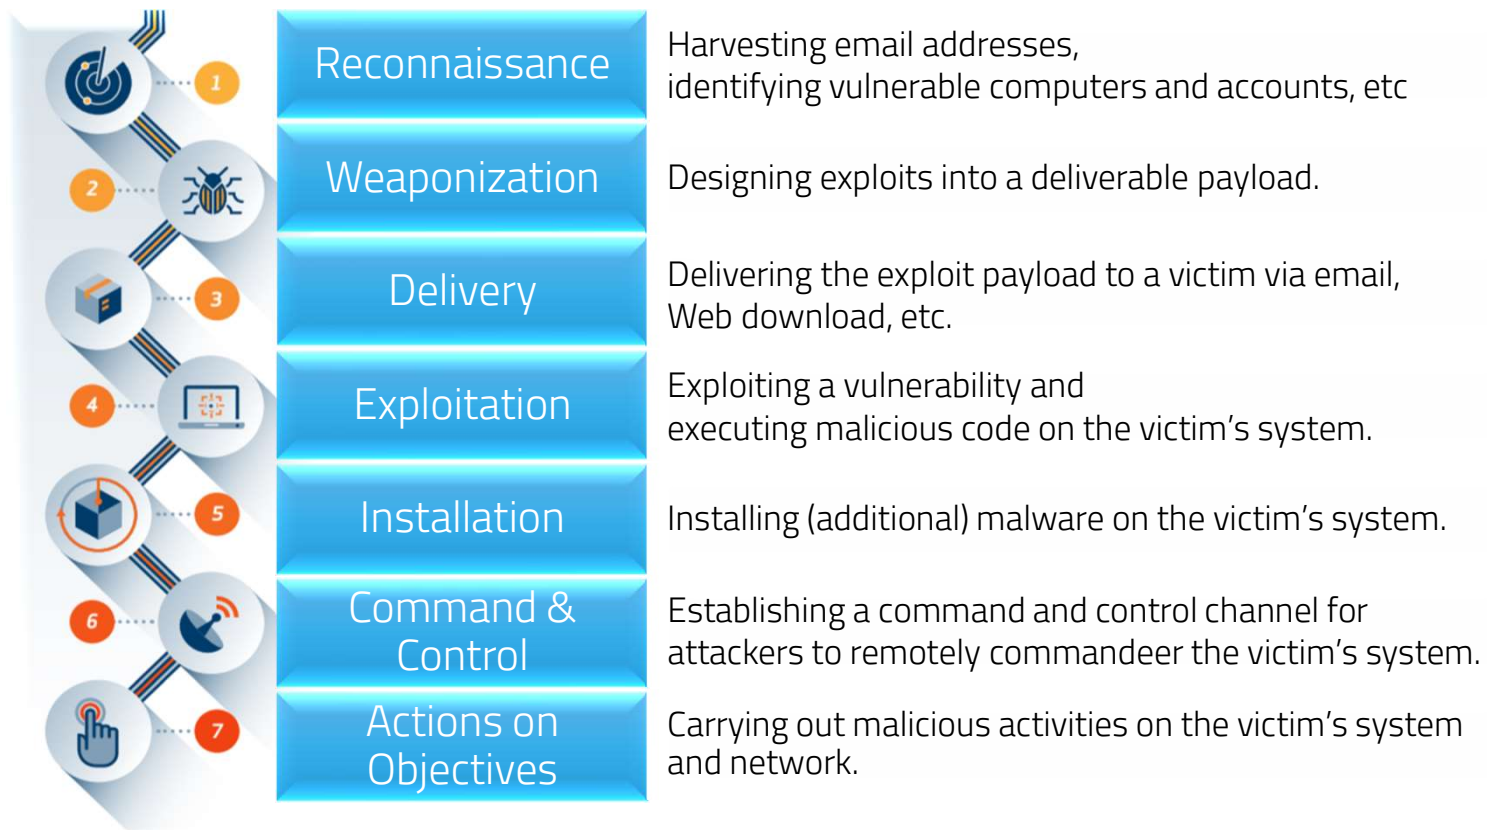 1
Reconnaissance
Harvesting email addresses,
identifying vulnerable computers and accounts, etc
2
Weaponization
Designing exploits into a deliverable payload.
3
Delivery
Delivering the exploit payload to a victim via email,
Web download, etc.
4
Exploitation
Exploiting a vulnerability and
executing malicious code on the victim's system.
5
Installation
Installing (additional) malware on the victim's system.
6
Command &
Control
Establishing a command and control channel for
attackers to remotely commandeer the victim's system.
7
Actions on
Objectives
Carrying out malicious activities on the victim's system
and network.